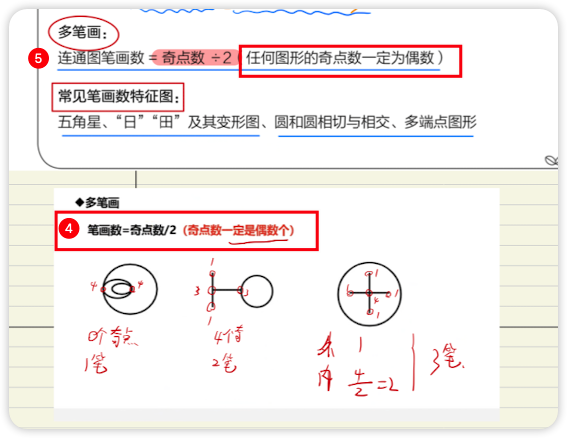 多笔画：
5 连通图笔画数 = 奇点数 ÷2（任何图形的奇点数一定为偶数）
常见笔画数特征图：
五角星、“日”“田”及其变形图、圆和圆相切与相交、多端点图形
◆多笔画
4 笔画数=奇点数/2（奇点数一定是偶数个）
4 4
1
3 3
1
1
1 4 1
1
0个奇点
1笔
4个奇
2笔
外 1
内 4/2=2
3笔